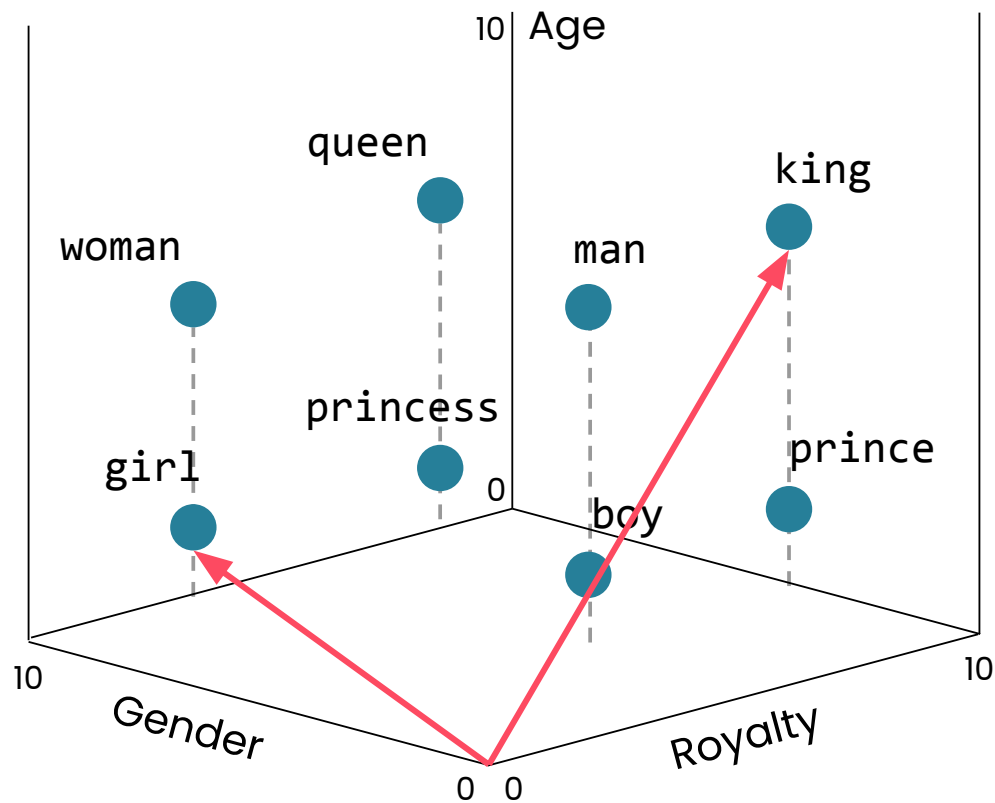 10 Age
queen
king
woman
man
princess
prince
girl
0
boy
10
10
Gender
Royalty
0 0